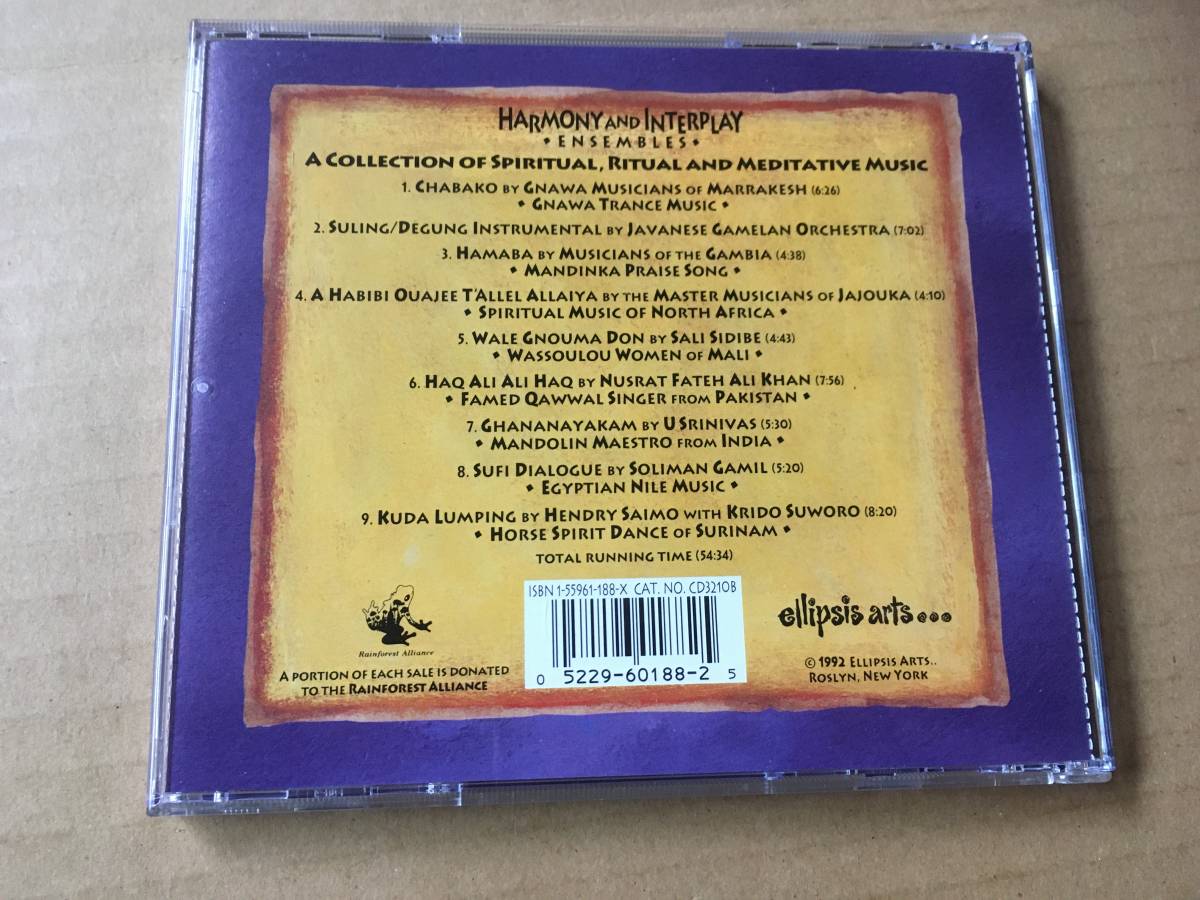 HARMONY AND INTERPLAY
• ENSEMBLES •
A COLLECTION OF SPIRITUAL, RITUAL AND MEDITATIVE MUSIC
1. CHABAKO BY GNAWA MUSICIANS OF MARRAKESH (6:26)
• GNAWA TRANCE MUSIC •
2. SULING/DEGUNG INSTRUMENTAL BY JAVANESE GAMELAN ORCHESTRA (7:02)
3. HAMABA BY MUSICIANS OF THE GAMBIA (4:38)
• MANDINKA PRAISE SONG •
4. A HABIBI OUAJEE T'ALLEL ALLAIYA BY THE MASTER MUSICIANS OF JAJOUKA (4:10)
• SPIRITUAL MUSIC OF NORTH AFRICA •
5. WALE GNOUMA DON BY SALI SIDIBE (4:43)
• WASSOULOU WOMEN OF MALI •
6. HAQ ALI ALI HAQ BY NUSRAT FATEH ALI KHAN (7:56)
• FAMED QAWWAL SINGER FROM PAKISTAN •
7. GHANANAYAKAM BY U SRINIVAS (5:30)
• MANDOLIN MAESTRO FROM INDIA •
8. SUFI DIALOGUE BY SOLIMAN GAMIL (5:20)
• EGYPTIAN NILE MUSIC •
9. KUDA LUMPING BY HENDRY SAIMO WITH KRIDO SUWORO (8:20)
• HORSE SPIRIT DANCE OF SURINAM •
TOTAL RUNNING TIME (54:34)
ISBN 1-55961-188-X CAT. NO. CD3210B
0 5229-60188-2 5
Rainforest Alliance
A PORTION OF EACH SALE IS DONATED
TO THE RAINFOREST ALLIANCE
ellipsis arts...
© 1992 ELLIPSIS ARTS..
ROSLYN, NEW YORK